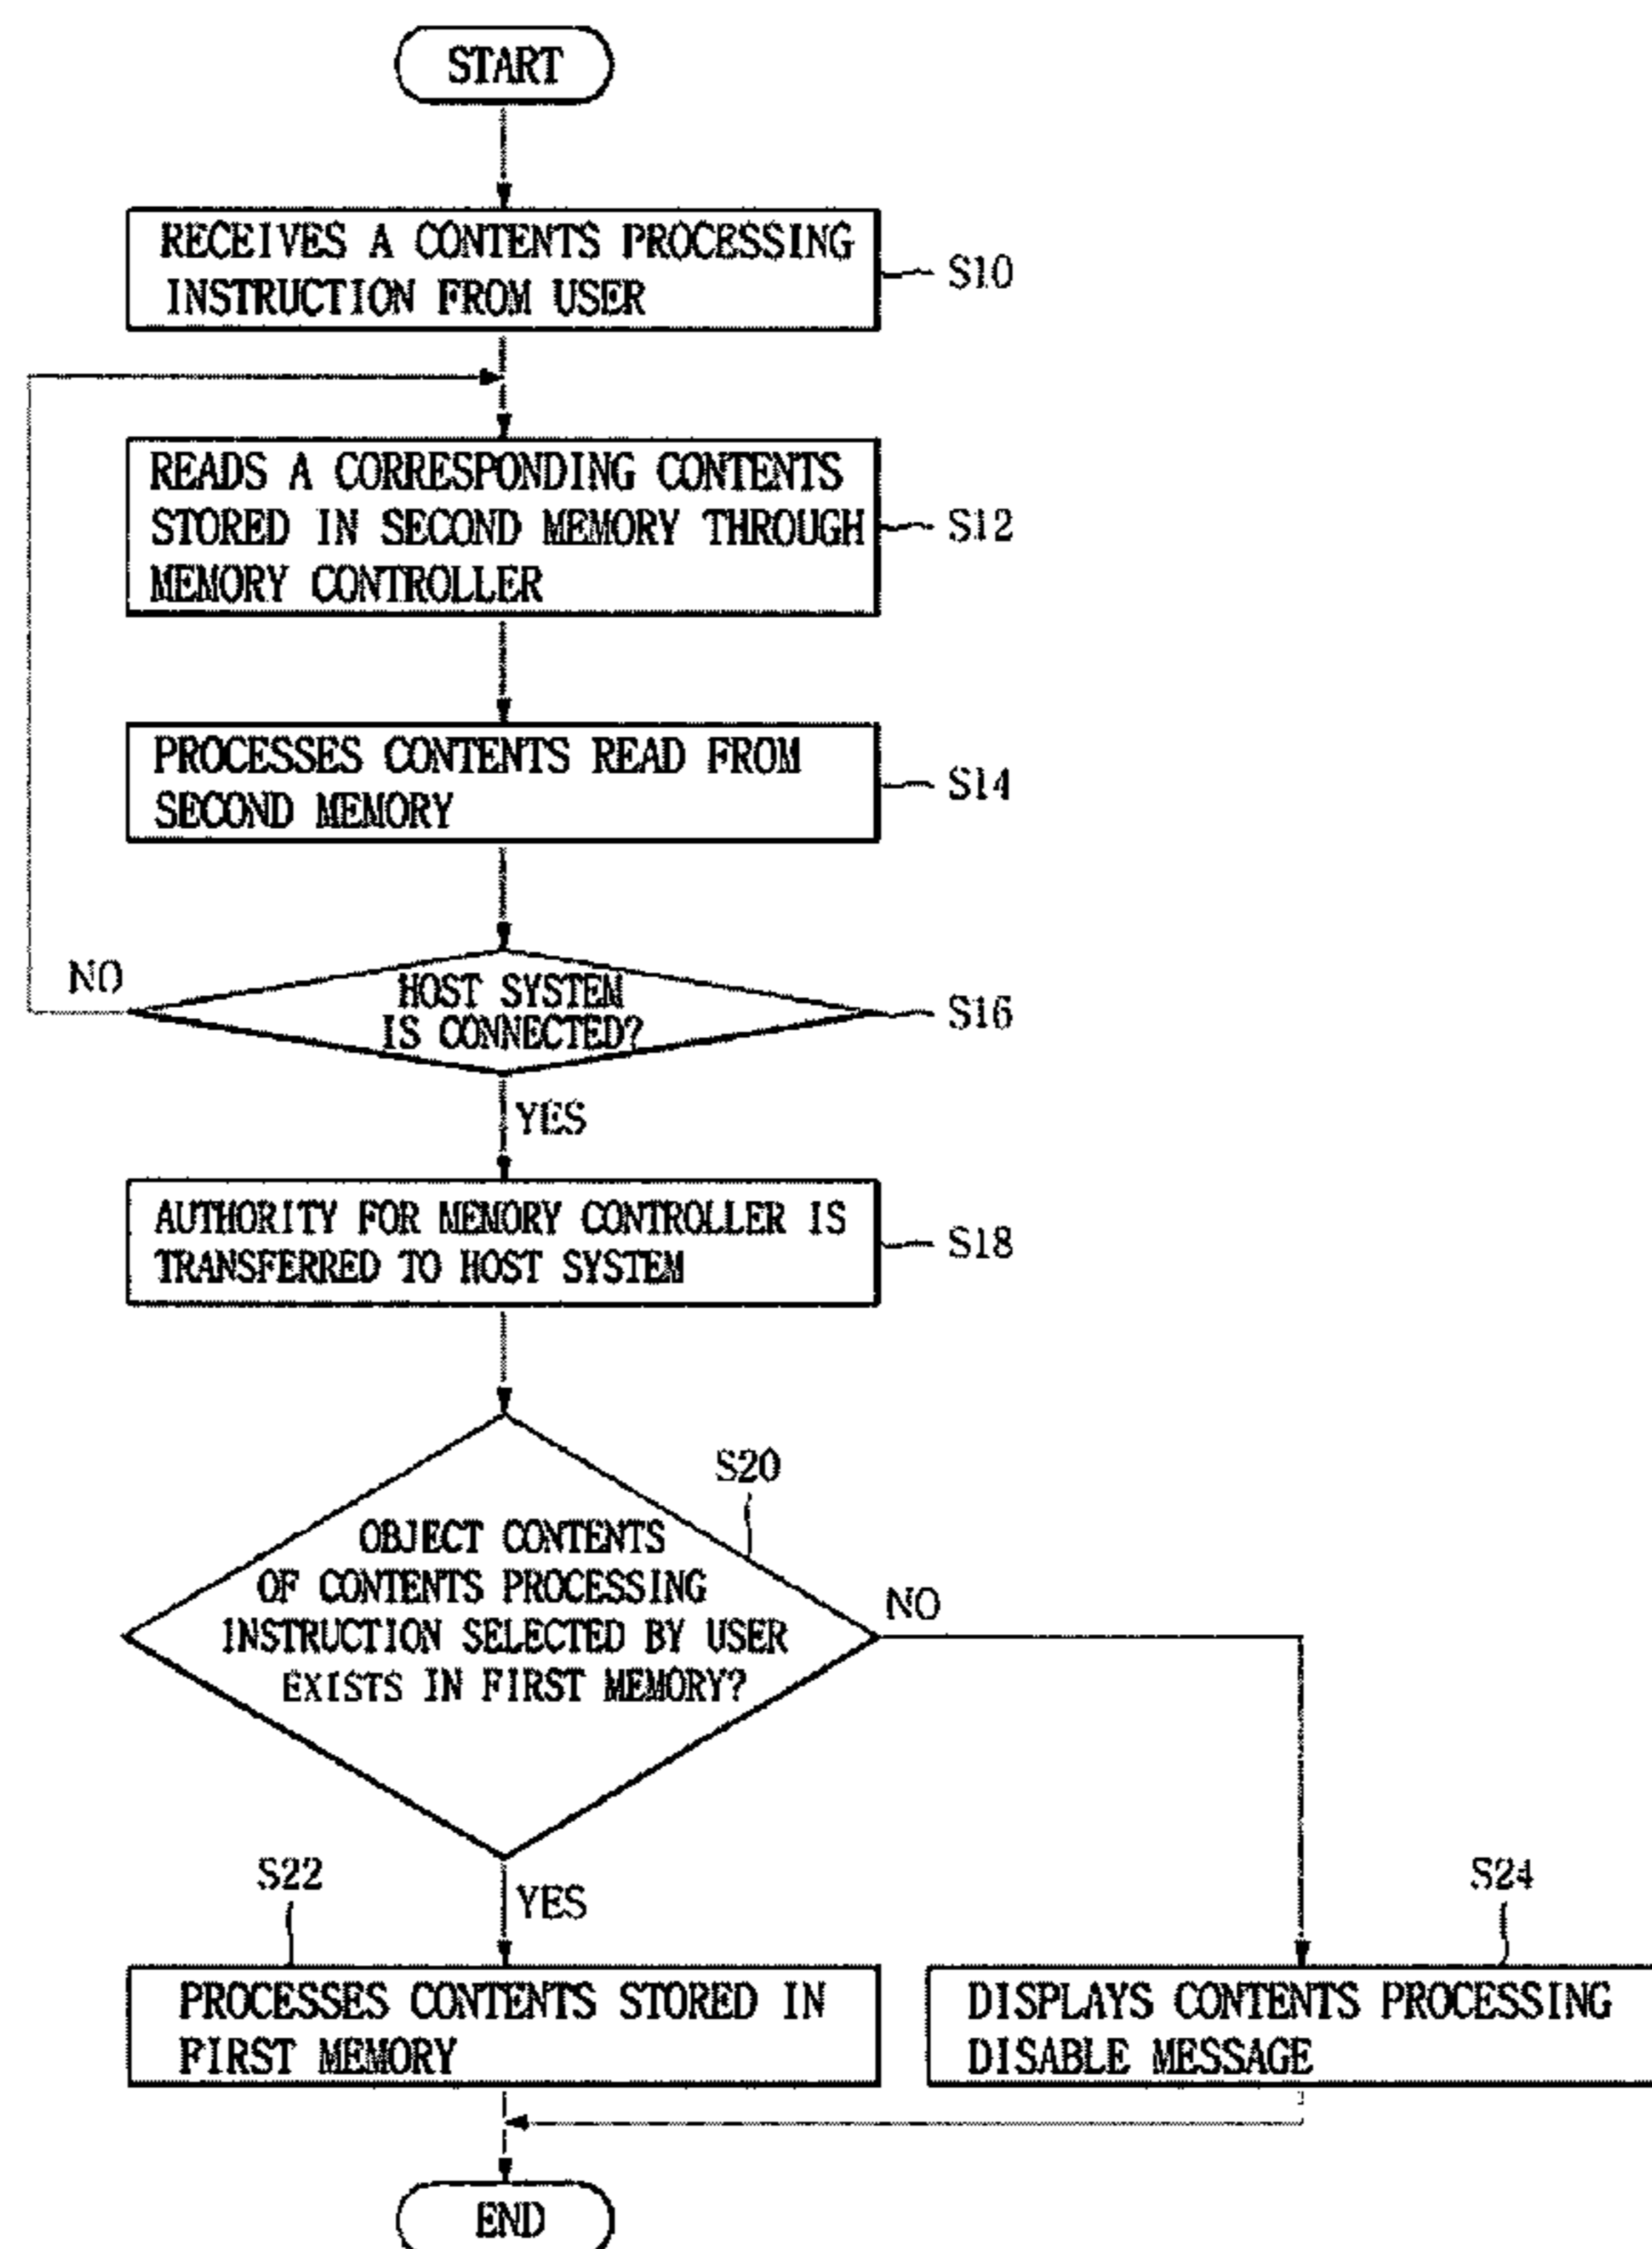 START
RECEIVES A CONTENTS PROCESSING
INSTRUCTION FROM USER
S10
READS A CORRESPONDING CONTENTS
STORED IN SECOND MEMORY THROUGH
MEMORY CONTROLLER
S12
PROCESSES CONTENTS READ FROM
SECOND MEMORY
S14
NO
HOST SYSTEM
IS CONNECTED?
S16
YES
AUTHORITY FOR MEMORY CONTROLLER IS
TRANSFERRED TO HOST SYSTEM
S18
S20
OBJECT CONTENTS
OF CONTENTS PROCESSING
INSTRUCTION SELECTED BY USER
EXISTS IN FIRST MEMORY?
NO
S22
YES
S24
PROCESSES CONTENTS STORED IN
FIRST MEMORY
DISPLAYS CONTENTS PROCESSING
DISABLE MESSAGE
END